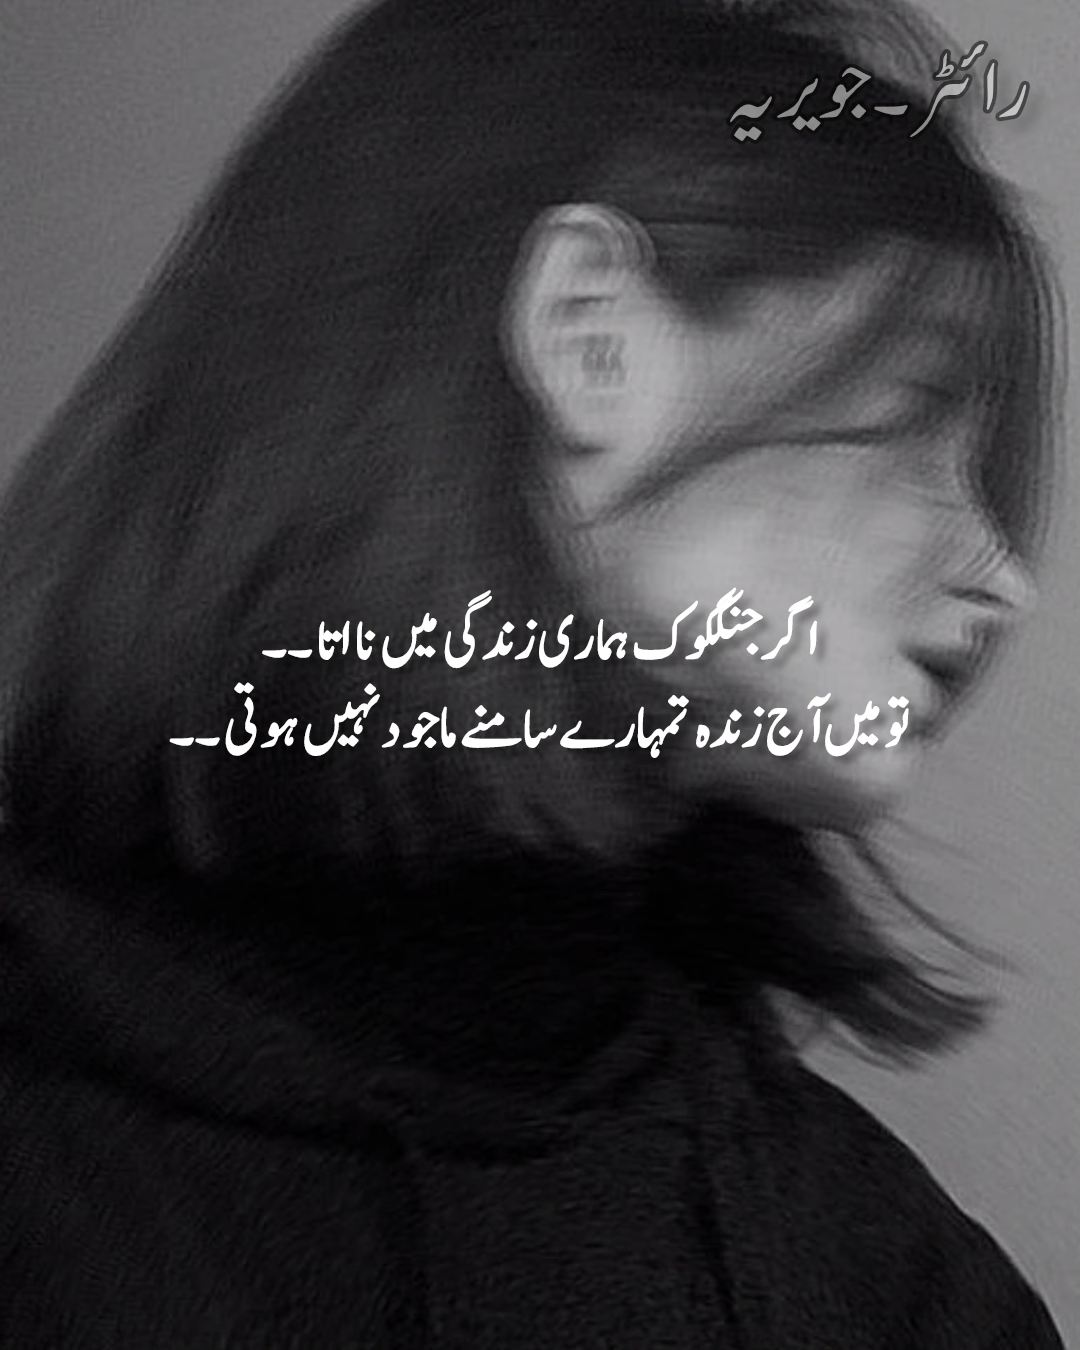 رائٹر۔جویریہ
اگر جنگکوک ہماری زندگی میں نا اتا۔۔
تو میں آج زندہ تمہارے سامنے ماجود نہیں ہوتی۔۔